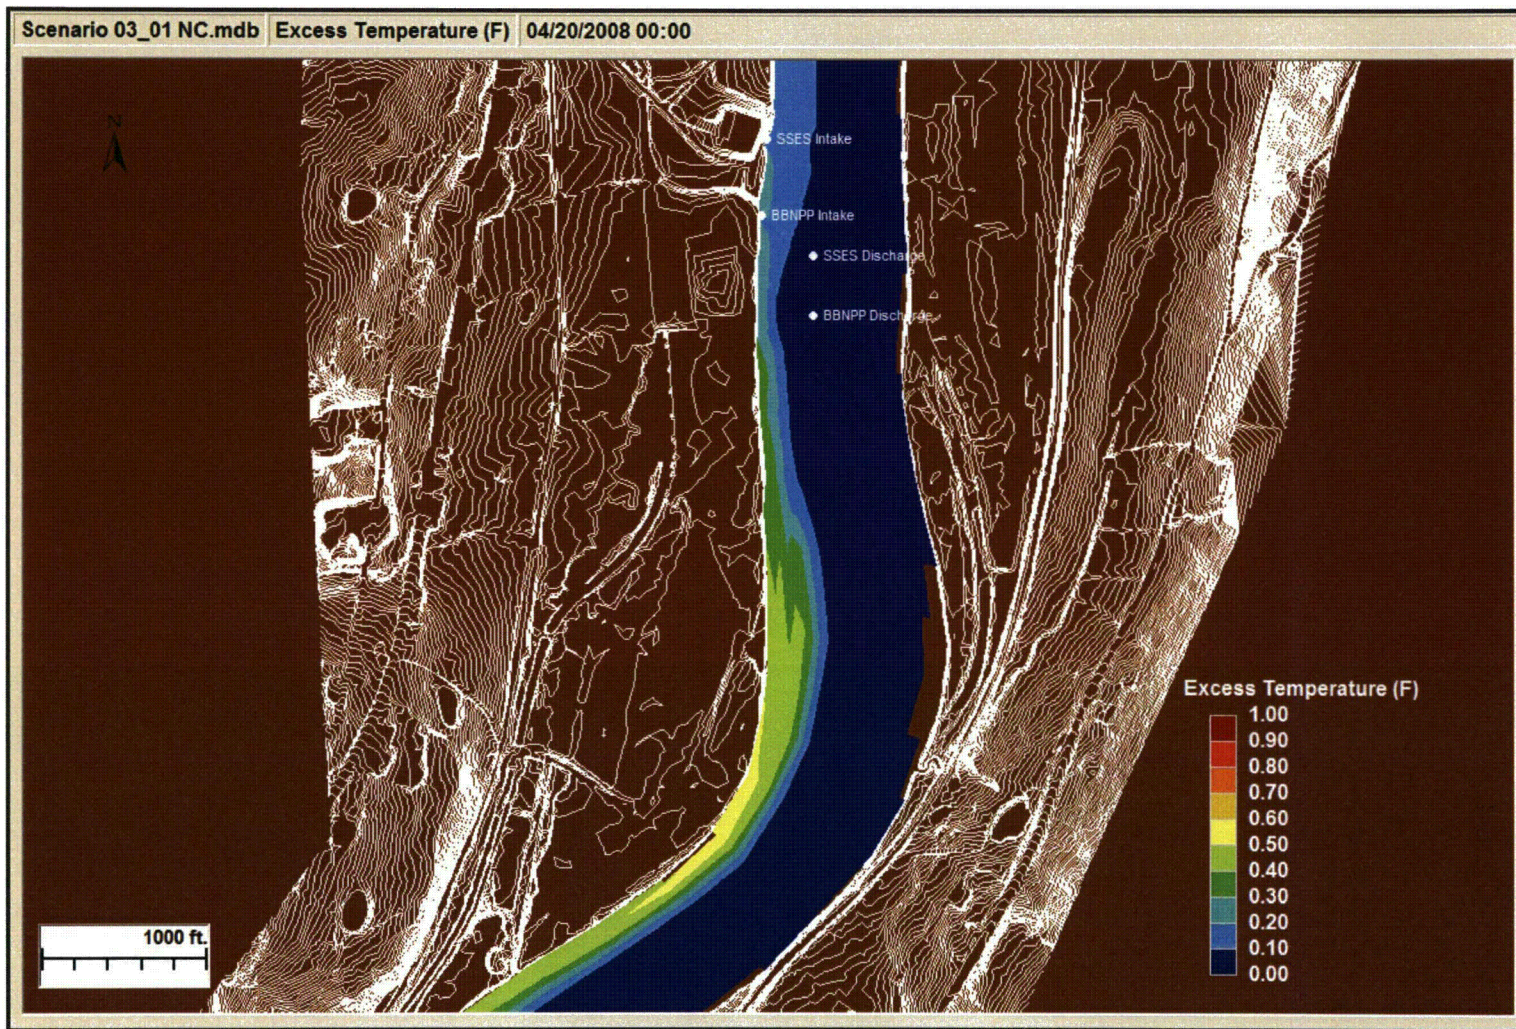 Scenario 03_01 NC.mdb Excess Temperature (F) 04/20/2008 00:00
N
SSES Intake
BBNPP Intake
SSES Discharge
BBNPP Discharge
Excess Temperature (F)
1.00
0.90
0.80
0.70
0.60
0.50
0.40
0.30
0.20
0.10
0.00
1000 ft.